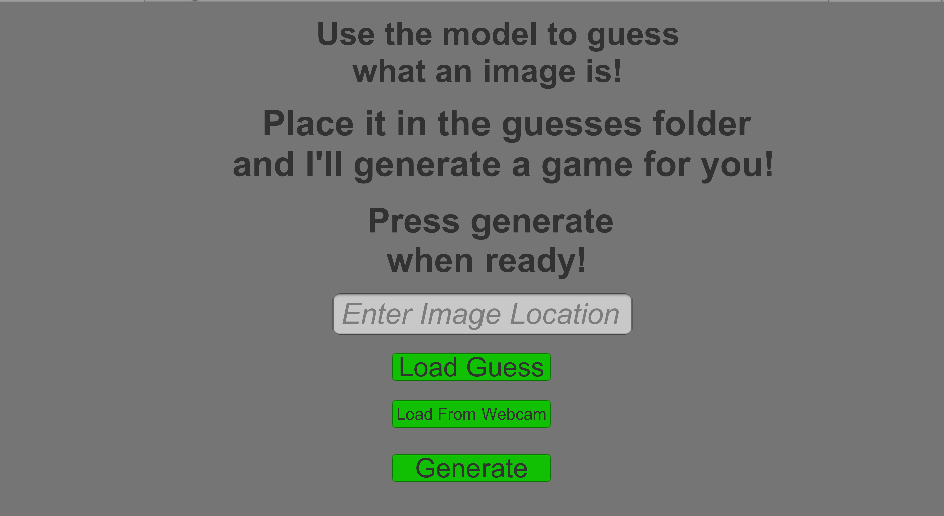 Use the model to guess
what an image is!
Place it in the guesses folder
and I'll generate a game for you!
Press generate
when ready!
Enter Image Location
Load Guess
Load From Webcam
Generate